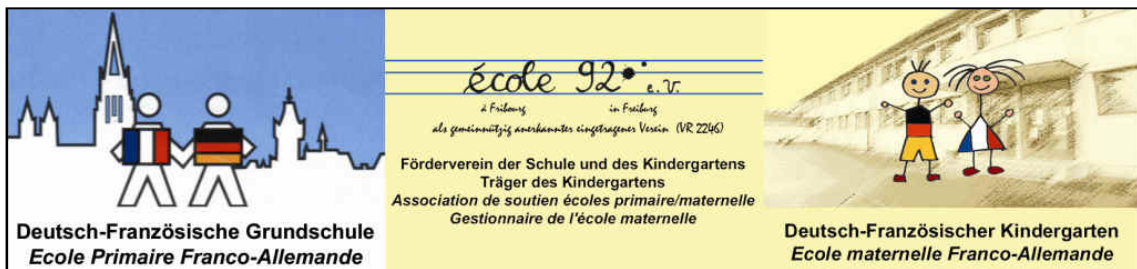 Deutsch-Französische Grundschule
Ecole Primaire Franco-Allemande
école 92 e.V.
à Fribourg in Freiburg
als gemeinnützig anerkannter eingetragener Verein (VR 2246)
Förderverein der Schule und des Kindergartens
Träger des Kindergartens
Association de soutien écoles primaire/maternelle
Gestionnaire de l'école maternelle
Deutsch-Französischer Kindergarten
Ecole maternelle Franco-Allemande